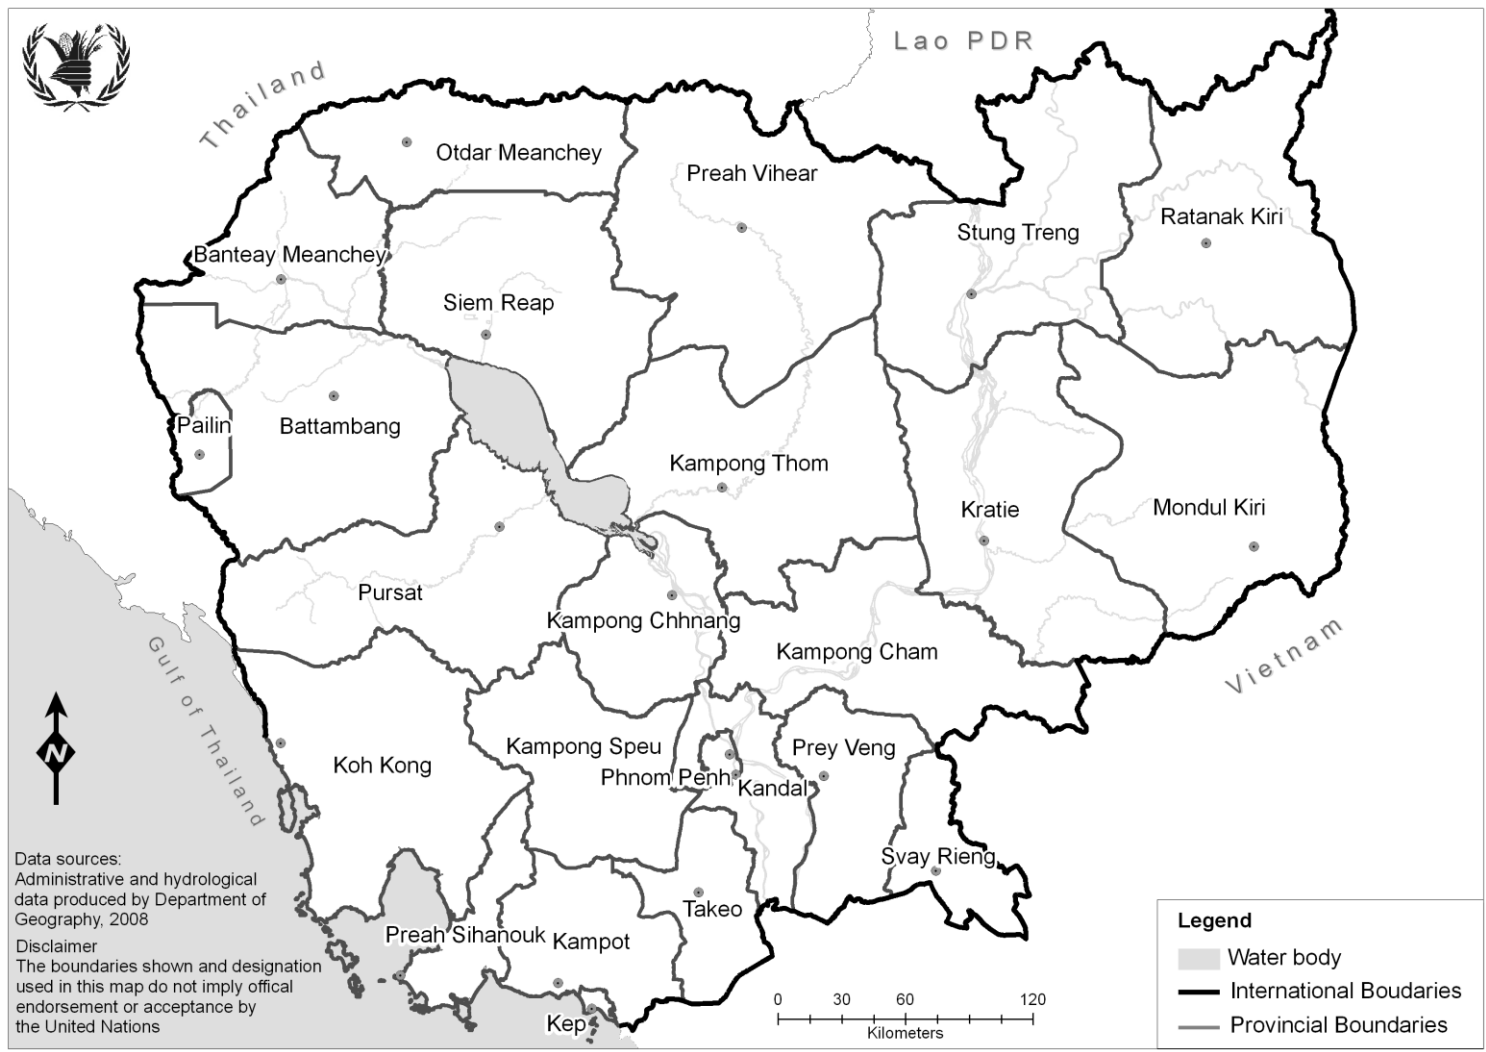 Lao PDR
Thailand
Otdar Meanchey
Preah Vihear
Ratanak Kiri
Stung Treng
Banteay Meanchey
Siem Reap
Pailin
Battambang
Kampong Thom
Kratie
Mondul Kiri
Pursat
Kampong Chhnang
Kampong Cham
Vietnam
Gulf of Thailand
N
Koh Kong
Kampong Speu
Prey Veng
Phnom Penh
Kandal
Svay Rieng
Takeo
Preah Sihanouk
Kampot
Kep
Data sources:
Administrative and hydrological
data produced by Department of
Geography, 2008
Disclaimer
The boundaries shown and designation
used in this map do not imply offical
endorsement or acceptance by
the United Nations
0 30 60 120
Kilometers
Legend
Water body
International Boudaries
Provincial Boundaries